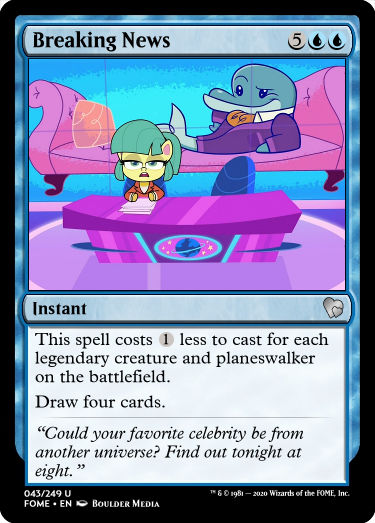 Breaking News 5
Instant
This spell costs 1 less to cast for each
legendary creature and planeswalker
on the battlefield.
Draw four cards.
“Could your favorite celebrity be from
another universe? Find out tonight at
eight.”
043/249 U
FOME • EN Boulder Media
™ & © 1981 — 2020 Wizards of the FOME, Inc.